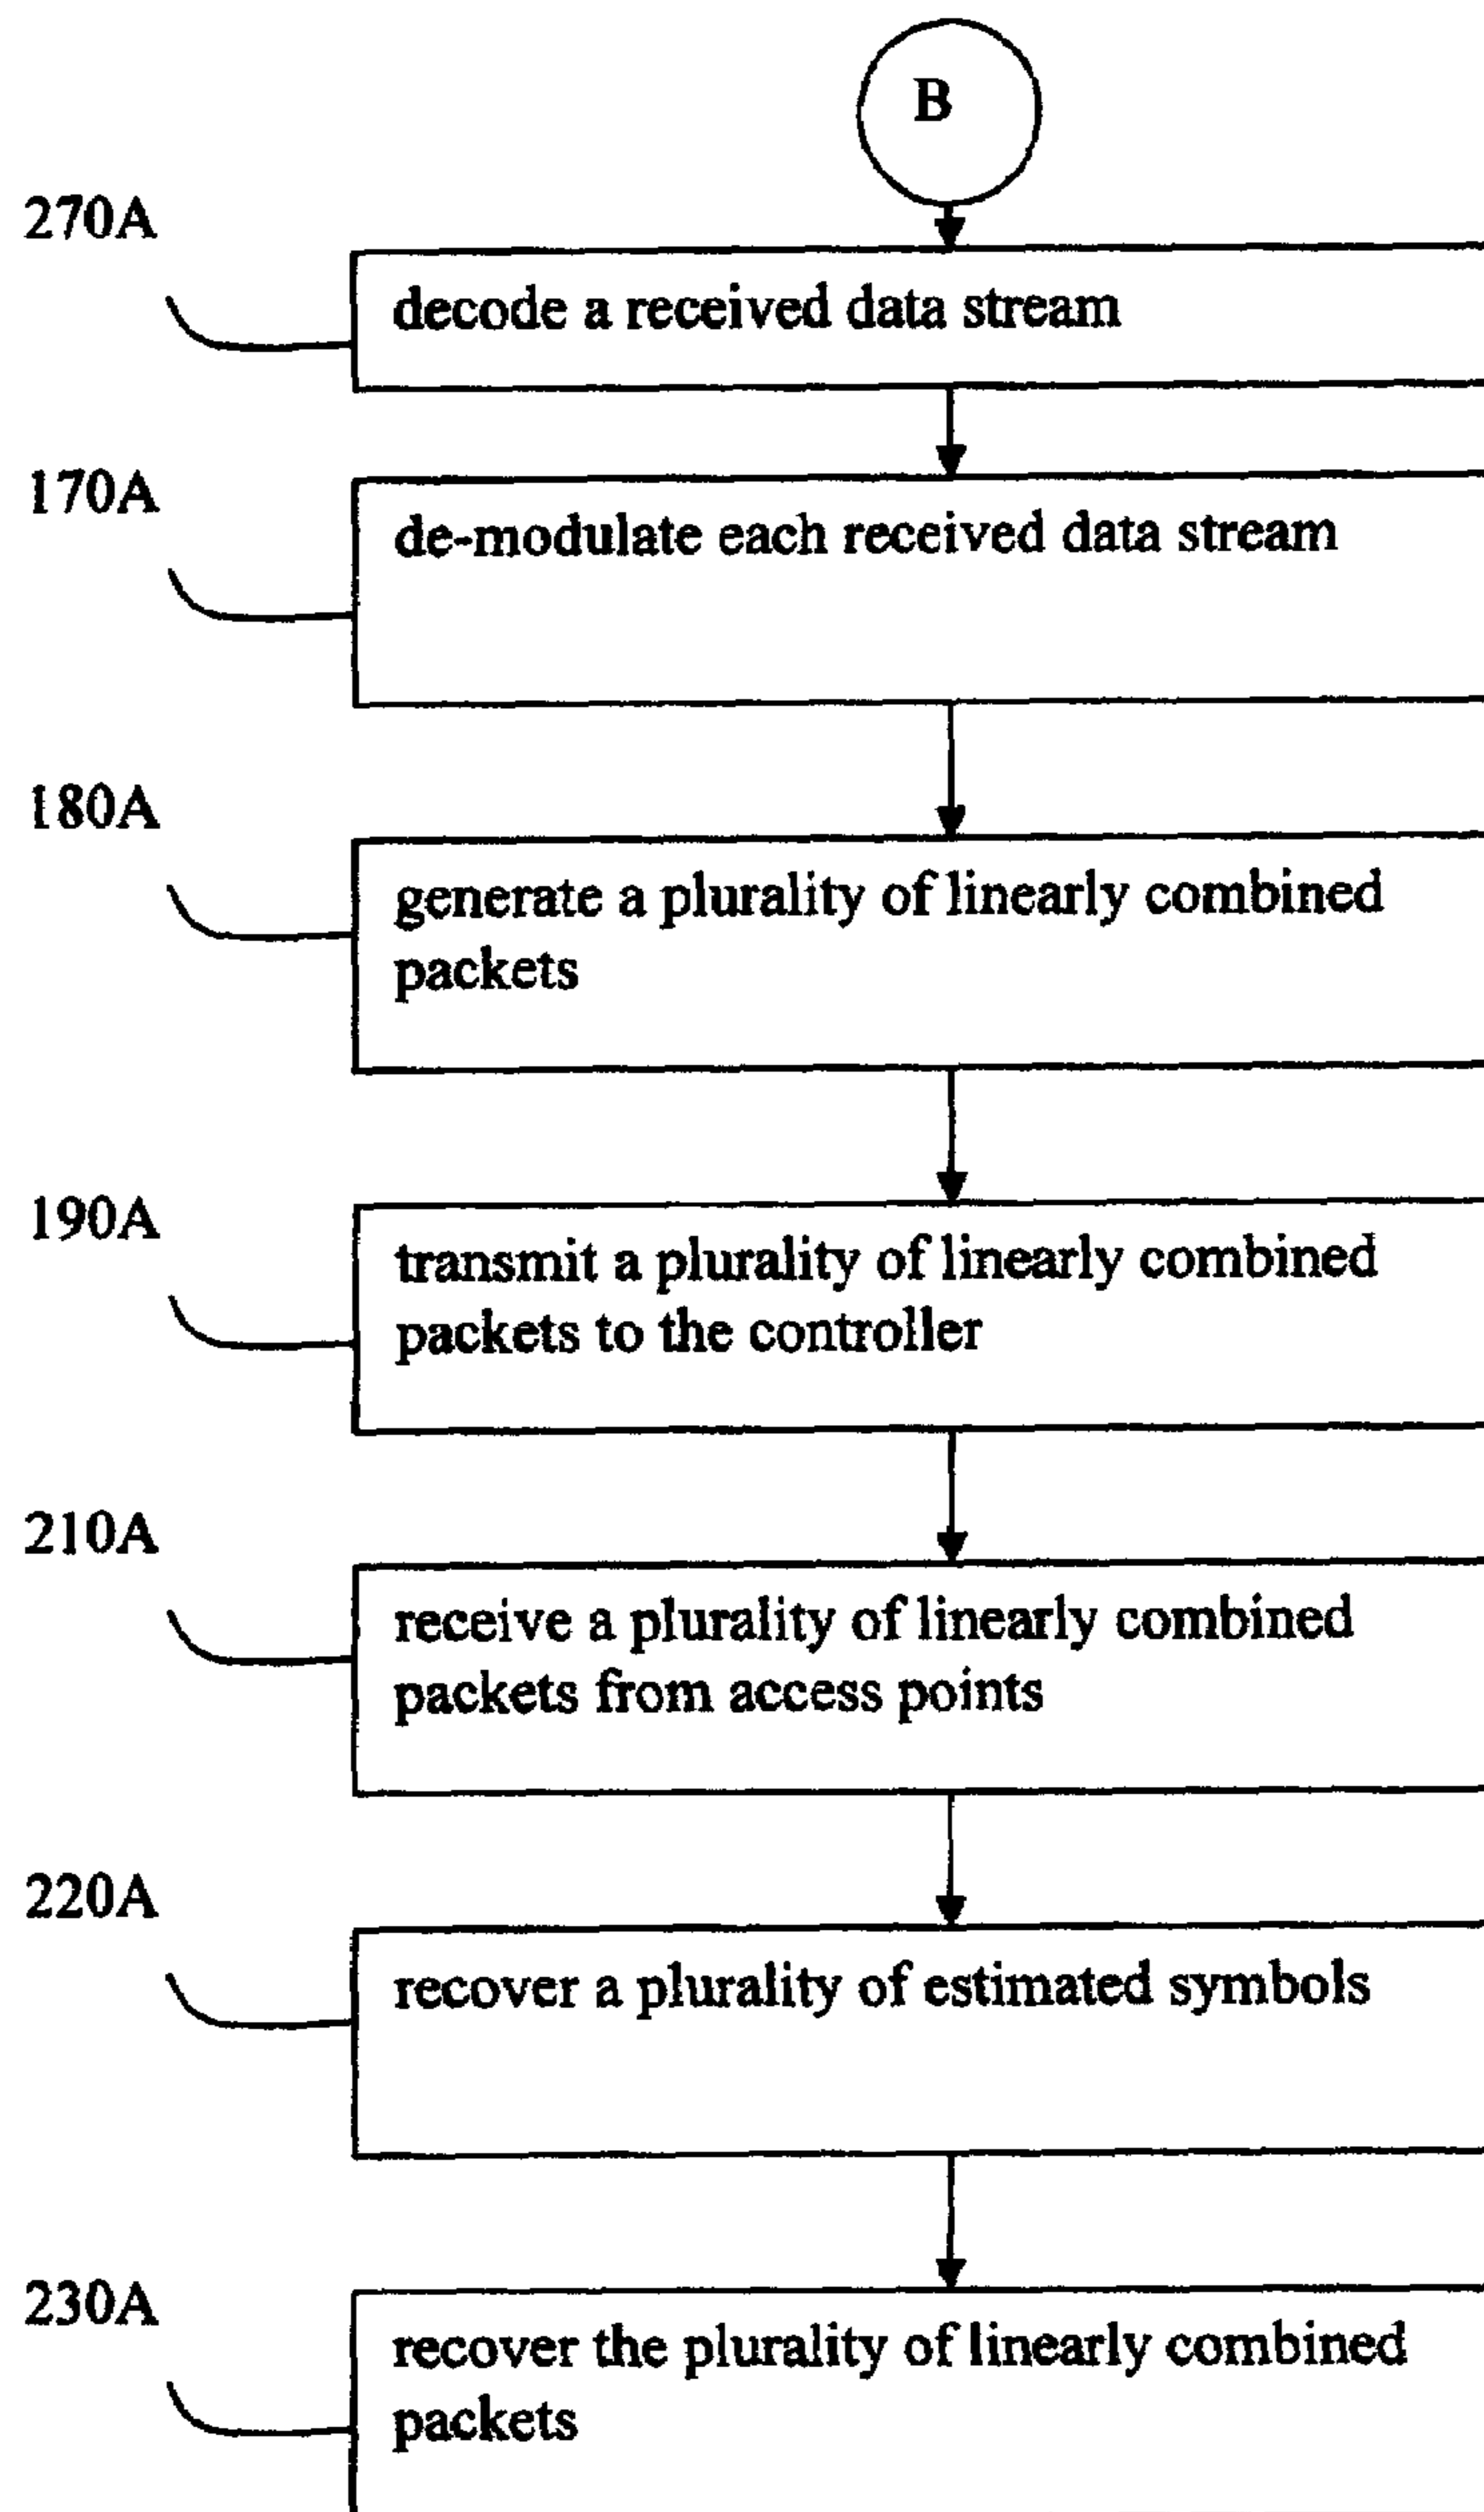 B
270A
decode a received data stream
170A
de-modulate each received data stream
180A
generate a plurality of linearly combined
packets
190A
transmit a plurality of linearly combined
packets to the controller
210A
receive a plurality of linearly combined
packets from access points
220A
recover a plurality of estimated symbols
230A
recover the plurality of linearly combined
packets